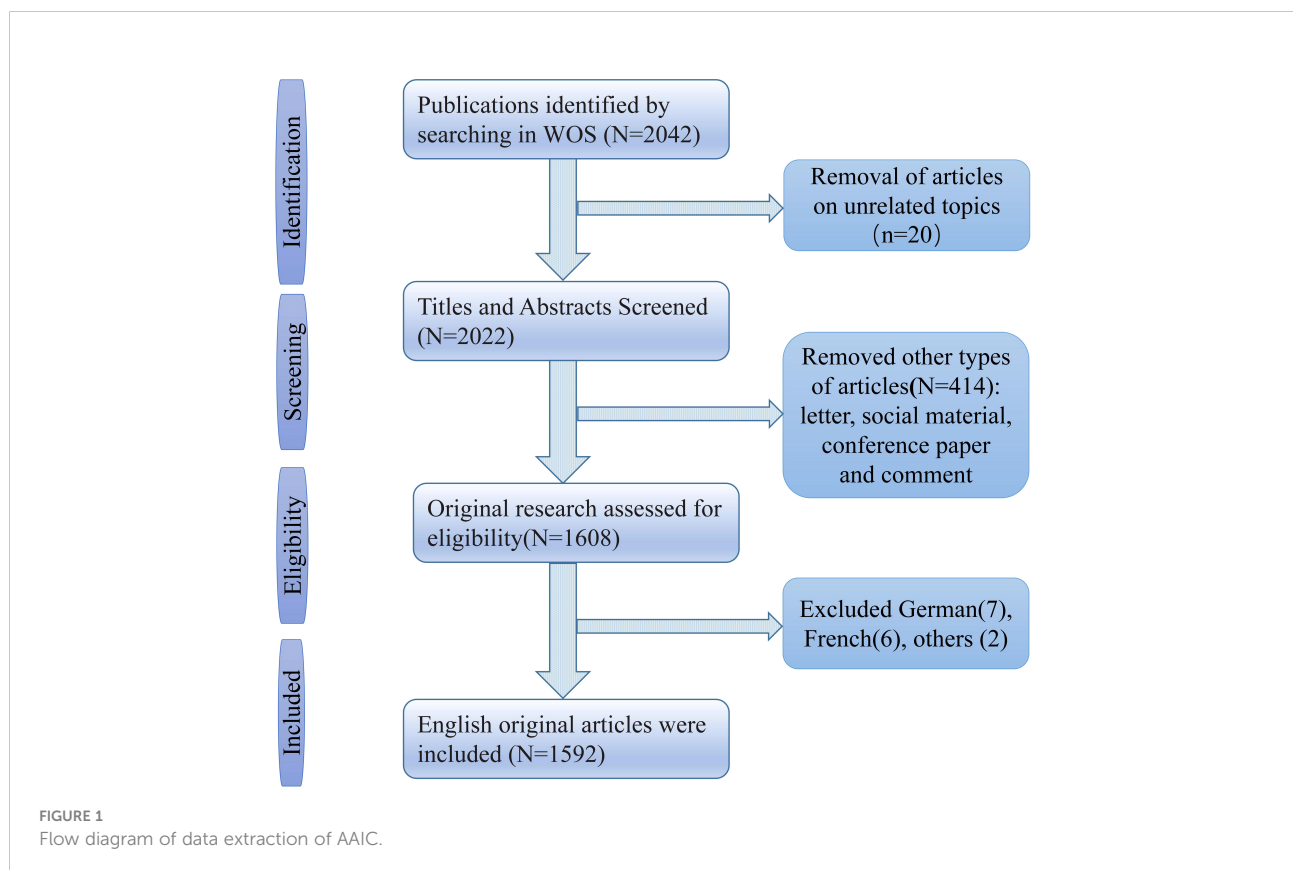 Identification
Publications identified by
searching in WOS (N=2042)
Removal of articles
on unrelated topics
(n=20)
Screening
Titles and Abstracts Screened
(N=2022)
Removed other types
of articles(N=414):
letter, social material,
conference paper
and comment
Eligibility
Original research assessed for
eligibility(N=1608)
Excluded German(7),
French(6), others (2)
Included
English original articles were
included (N=1592)
FIGURE 1
Flow diagram of data extraction of AAIC.